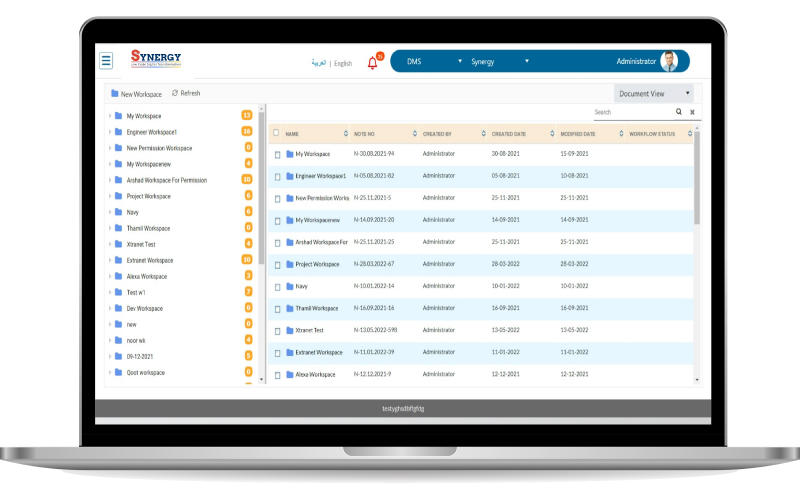 SYNERGY
Low Code Digital Transformation
العربية | English
15
DMS
Synergy
Administrator
New Workspace
Refresh
Document View
My Workspace 13
Engineer Workspace1 16
New Permission Workspace 0
My Workspacenew 4
Arshad Workspace For Permission 10
Project Workspace 6
Navy 6
Thamil Workspace 0
Xtranet Test 4
Extranet Workspace 10
Alexa Workspace 3
Test w1 7
Dev Workspace 0
new 0
noor wk 4
09-12-2021 5
Qoot workspace 0
Search
NAME NOTE NO CREATED BY CREATED DATE MODIFIED DATE WORKFLOW STATUS
My Workspace N-30.08.2021-94 Administrator 30-08-2021 15-09-2021
Engineer Workspace1 N-05.08.2021-82 Administrator 05-08-2021 10-08-2021
New Permission Works N-25.11.2021-5 Administrator 25-11-2021 25-11-2021
My Workspacenew N-14.09.2021-20 Administrator 14-09-2021 14-09-2021
Arshad Workspace For N-25.11.2021-25 Administrator 25-11-2021 25-11-2021
Project Workspace N-28.03.2022-67 Administrator 28-03-2022 28-03-2022
Navy N-10.01.2022-14 Administrator 10-01-2022 10-01-2022
Thamil Workspace N-16.09.2021-16 Administrator 16-09-2021 16-09-2021
Xtranet Test N-13.05.2022-598 Administrator 13-05-2022 13-05-2022
Extranet Workspace N-11.01.2022-39 Administrator 11-01-2022 11-01-2022
Alexa Workspace N-12.12.2021-9 Administrator 12-12-2021 12-12-2021